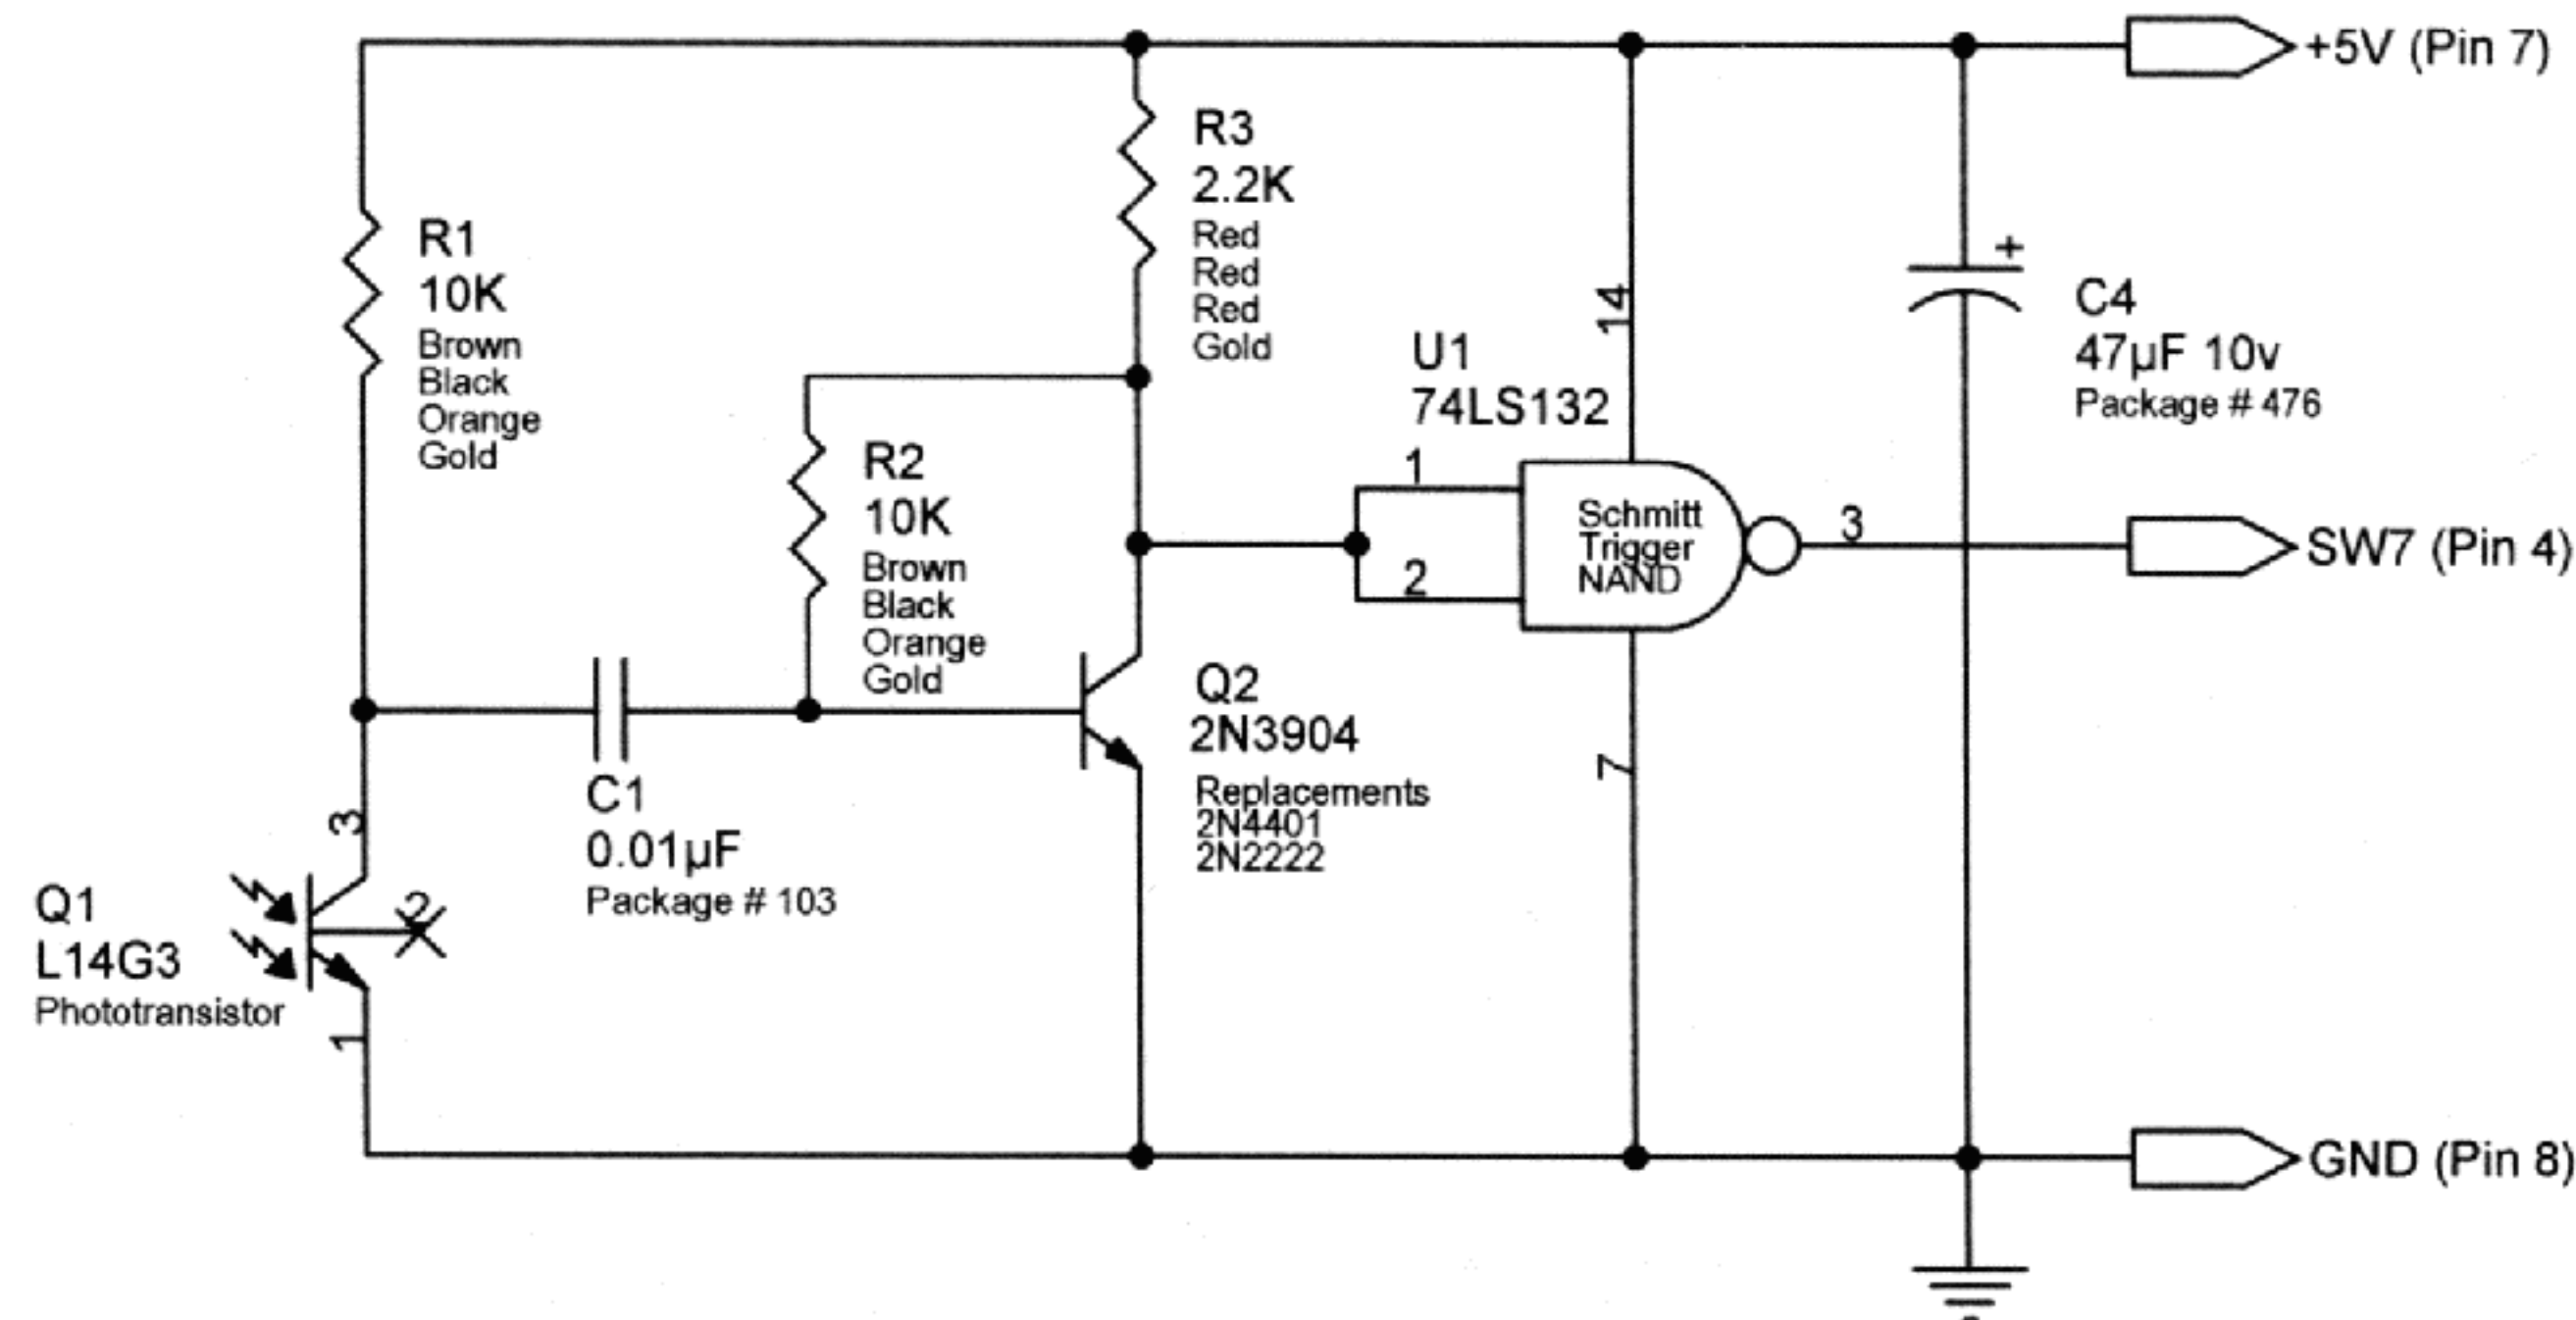 +5V (Pin 7)
R3
2.2K
Red
Red
Red
Gold
R1
10K
Brown
Black
Orange
Gold
14
+
C4
47µF 10v
Package # 476
U1
74LS132
1
2
Schmitt
Trigger
NAND
3
SW7 (Pin 4)
R2
10K
Brown
Black
Orange
Gold
Q2
2N3904
Replacements
2N4401
2N2222
7
C1
0.01µF
Package # 103
3
2
Q1
L14G3
Phototransistor
1
GND (Pin 8)